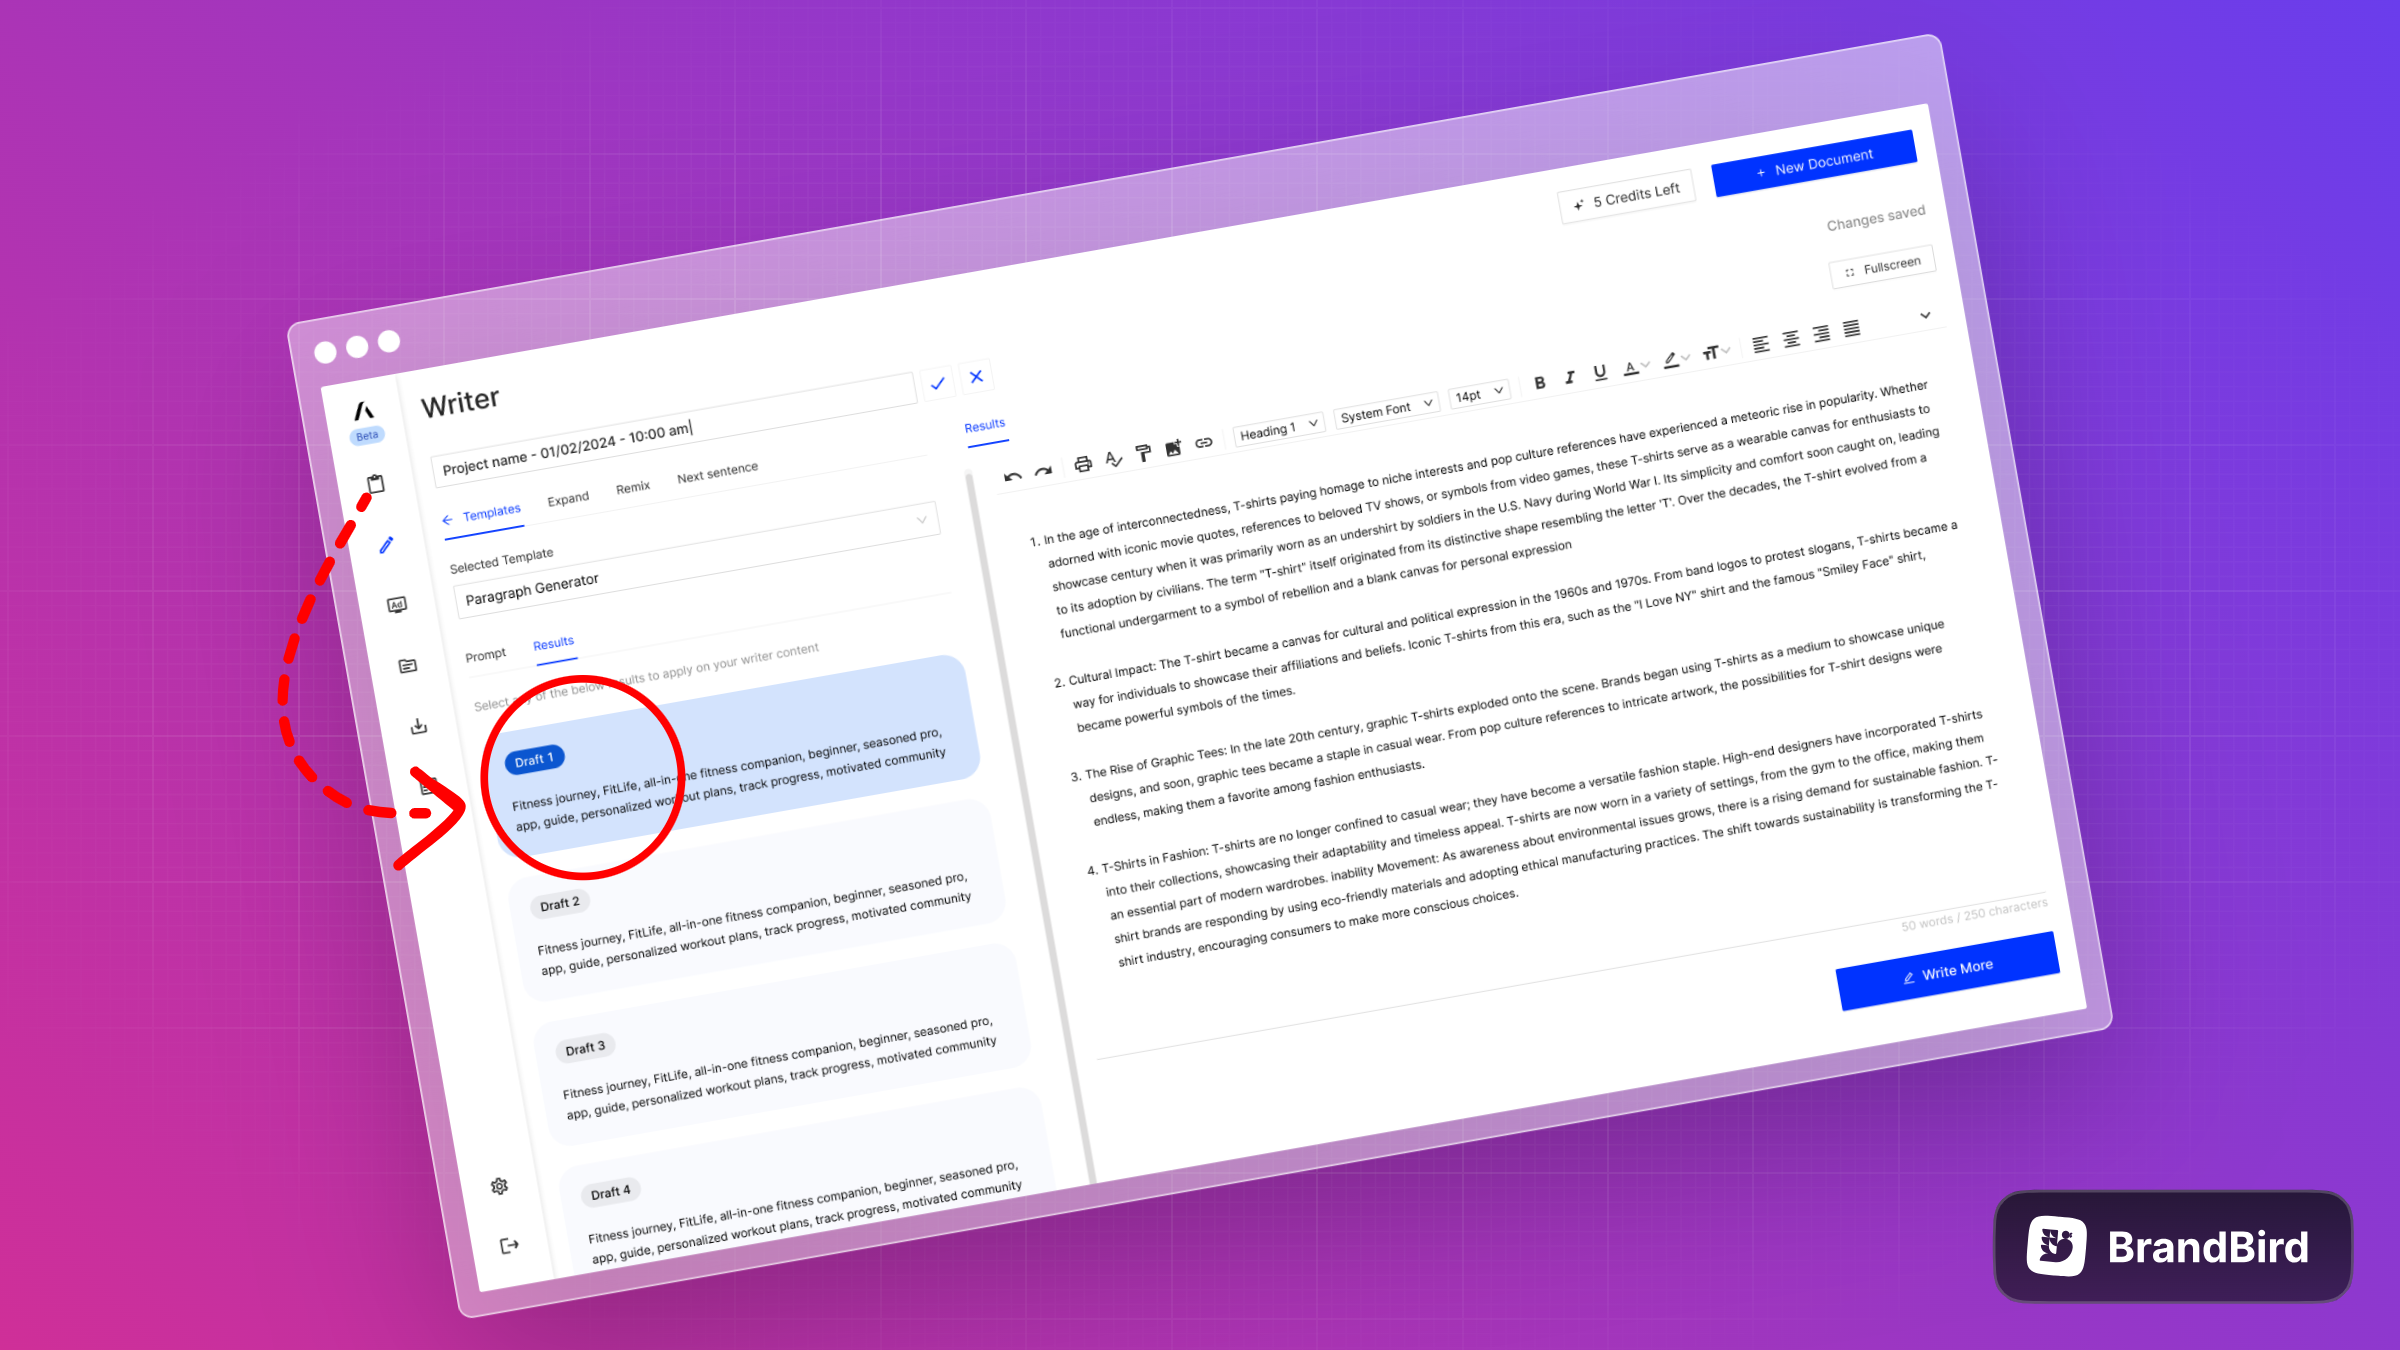 Beta
Writer
Project name - 01/02/2024 - 10:00 am
Templates
Expand
Remix
Next sentence
Selected Template
Paragraph Generator
Prompt
Results
Select any of the below results to apply on your writer content
Draft 1
Fitness journey, FitLife, all-in-one fitness companion, beginner, seasoned pro,
app, guide, personalized workout plans, track progress, motivated community
Draft 2
Fitness journey, FitLife, all-in-one fitness companion, beginner, seasoned pro,
app, guide, personalized workout plans, track progress, motivated community
Draft 3
Fitness journey, FitLife, all-in-one fitness companion, beginner, seasoned pro,
app, guide, personalized workout plans, track progress, motivated community
Draft 4
Fitness journey, FitLife, all-in-one fitness companion, beginner, seasoned pro,
app, guide, personalized workout plans, track progress, motivated community
Ad
5 Credits Left
+ New Document
Changes saved
Fullscreen
Results
Heading 1
System Font
14pt
B I U A TT
1. In the age of interconnectedness, T-shirts paying homage to niche interests and pop culture references have experienced a meteoric rise in popularity. Whether
adorned with iconic movie quotes, references to beloved TV shows, or symbols from video games, these T-shirts serve as a wearable canvas for enthusiasts to
showcase century when it was primarily worn as an undershirt by soldiers in the U.S. Navy during World War I. Its simplicity and comfort soon caught on, leading
to its adoption by civilians. The term "T-shirt" itself originated from its distinctive shape resembling the letter 'T'. Over the decades, the T-shirt evolved from a
functional undergarment to a symbol of rebellion and a blank canvas for personal expression
2. Cultural Impact: The T-shirt became a canvas for cultural and political expression in the 1960s and 1970s. From band logos to protest slogans, T-shirts became a
way for individuals to showcase their affiliations and beliefs. Iconic T-shirts from this era, such as the "I Love NY" shirt and the famous "Smiley Face" shirt,
became powerful symbols of the times.
3. The Rise of Graphic Tees: In the late 20th century, graphic T-shirts exploded onto the scene. Brands began using T-shirts as a medium to showcase unique
designs, and soon, graphic tees became a staple in casual wear. From pop culture references to intricate artwork, the possibilities for T-shirt designs were
endless, making them a favorite among fashion enthusiasts.
4. T-Shirts in Fashion: T-shirts are no longer confined to casual wear; they have become a versatile fashion staple. High-end designers have incorporated T-shirts
into their collections, showcasing their adaptability and timeless appeal. T-shirts are now worn in a variety of settings, from the gym to the office, making them
an essential part of modern wardrobes. inability Movement: As awareness about environmental issues grows, there is a rising demand for sustainable fashion. T-
shirt brands are responding by using eco-friendly materials and adopting ethical manufacturing practices. The shift towards sustainability is transforming the T-
shirt industry, encouraging consumers to make more conscious choices.
50 words / 250 characters
Write More
BrandBird